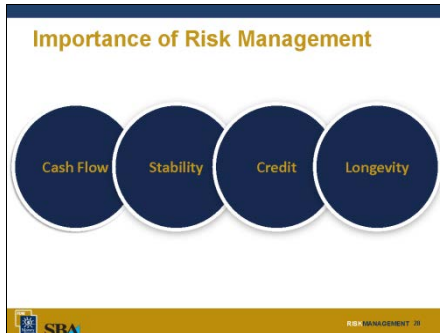 Importance of Risk Management
Cash Flow
Stability
Credit
Longevity
SBA
RISK MANAGEMENT 20